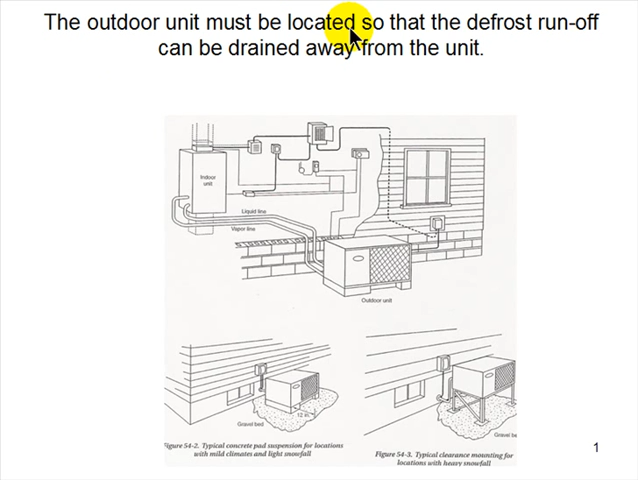 The outdoor unit must be located so that the defrost run-off
can be drained away from the unit.
Indoor
unit
Liquid line
Vapor line
Outdoor unit
12 in.
Gravel bed
Gravel be
Figure 54-2. Typical concrete pad suspension for locations
with mild climates and light snowfall
Figure 54-3. Typical clearance mounting for
locations with heavy snowfall
1